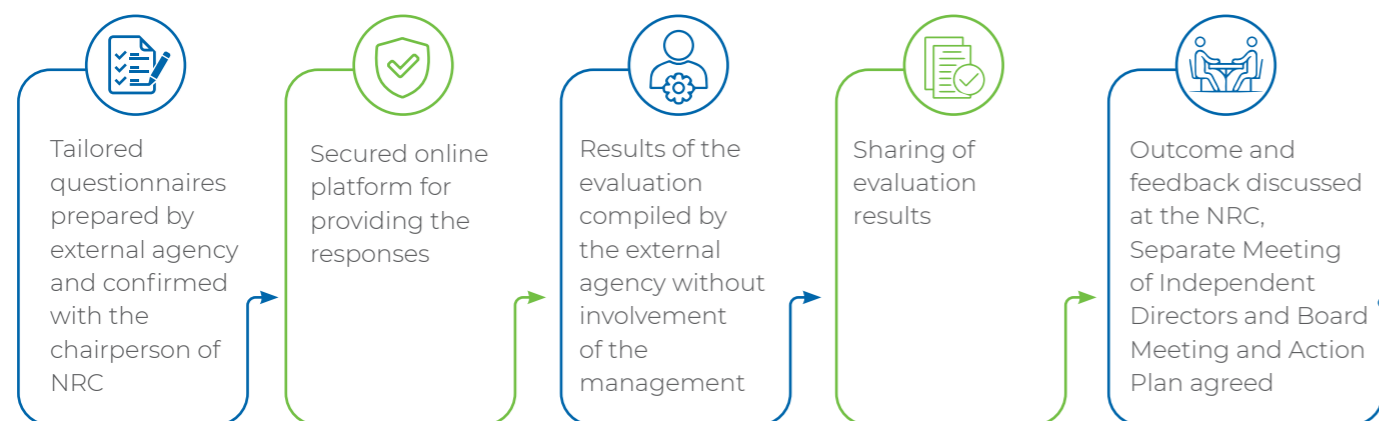 Tailored
questionnaires
prepared by
external agency
and confirmed
with the
chairperson of
NRC
Secured online
platform for
providing the
responses
Results of the
evaluation
compiled by
the external
agency without
involvement
of the
management
Sharing of
evaluation
results
Outcome and
feedback discussed
at the NRC,
Separate Meeting
of Independent
Directors and Board
Meeting and Action
Plan agreed